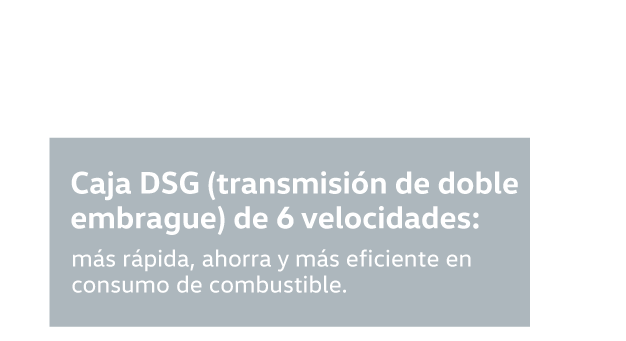 Caja DSG (transmisión de doble
embrague) de 6 velocidades:
más rápida, ahorra y más eficiente en
consumo de combustible.